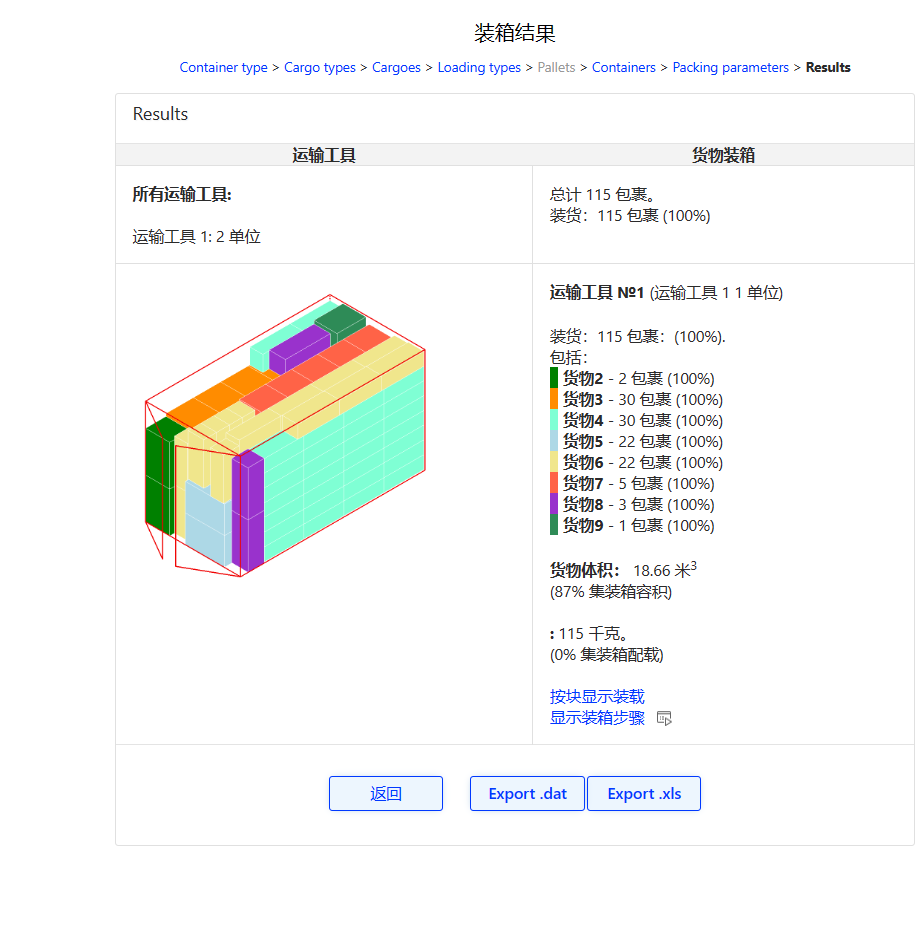 装箱结果
Container type > Cargo types > Cargoes > Loading types > Pallets > Containers > Packing parameters > Results
Results
运输工具
货物装箱
所有运输工具:
运输工具 1: 2 单位
总计 115 包裹。
装货：115 包裹 (100%)
运输工具 №1 (运输工具 1 1 单位)
装货：115 包裹：(100%).
包括：
货物2 - 2 包裹 (100%)
货物3 - 30 包裹 (100%)
货物4 - 30 包裹 (100%)
货物5 - 22 包裹 (100%)
货物6 - 22 包裹 (100%)
货物7 - 5 包裹 (100%)
货物8 - 3 包裹 (100%)
货物9 - 1 包裹 (100%)
货物体积： 18.66 米³
(87% 集装箱容积)
: 115 千克。
(0% 集装箱配载)
按块显示装载
显示装箱步骤
返回
Export .dat
Export .xls